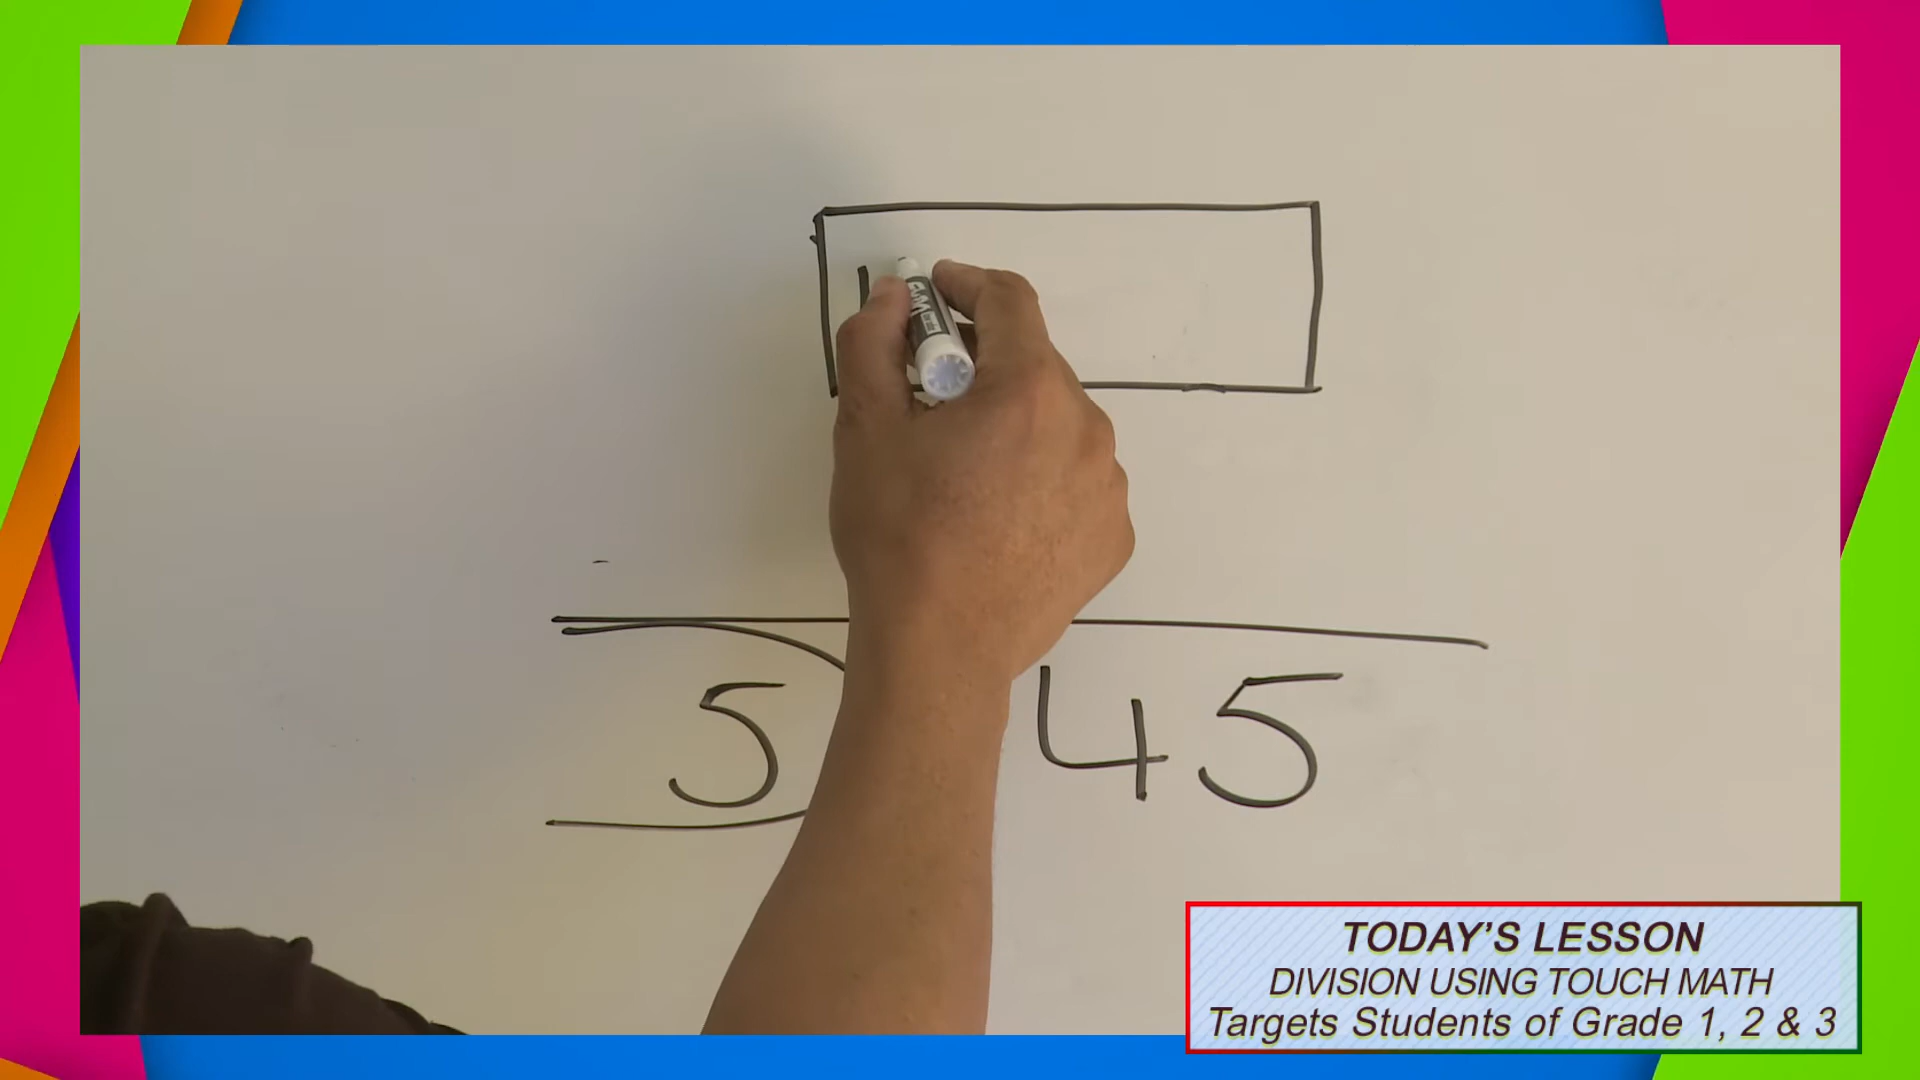 5 45
TODAY'S LESSON
DIVISION USING TOUCH MATH
Targets Students of Grade 1, 2 & 3